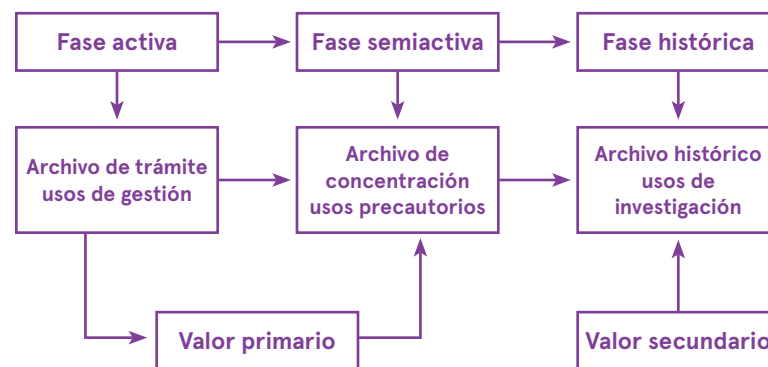 Fase activa
Fase semiactiva
Fase histórica
Archivo de trámite
usos de gestión
Archivo de
concentración
usos precautorios
Archivo histórico
usos de
investigación
Valor primario
Valor secundario